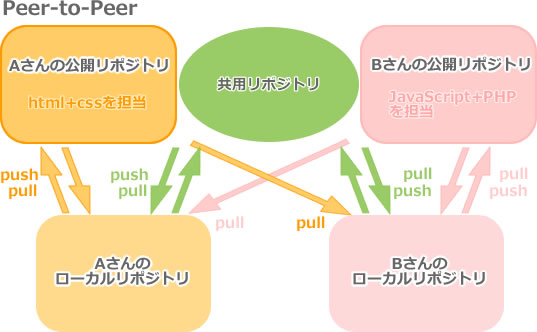 Peer-to-Peer
Aさんの公開リポジトリ
html+cssを担当
共用リポジトリ
Bさんの公開リポジトリ
JavaScript+PHP
を担当
push
pull
push
pull
pull
pull
pull
push
pull
push
Aさんの
ローカルリポジトリ
Bさんの
ローカルリポジトリ